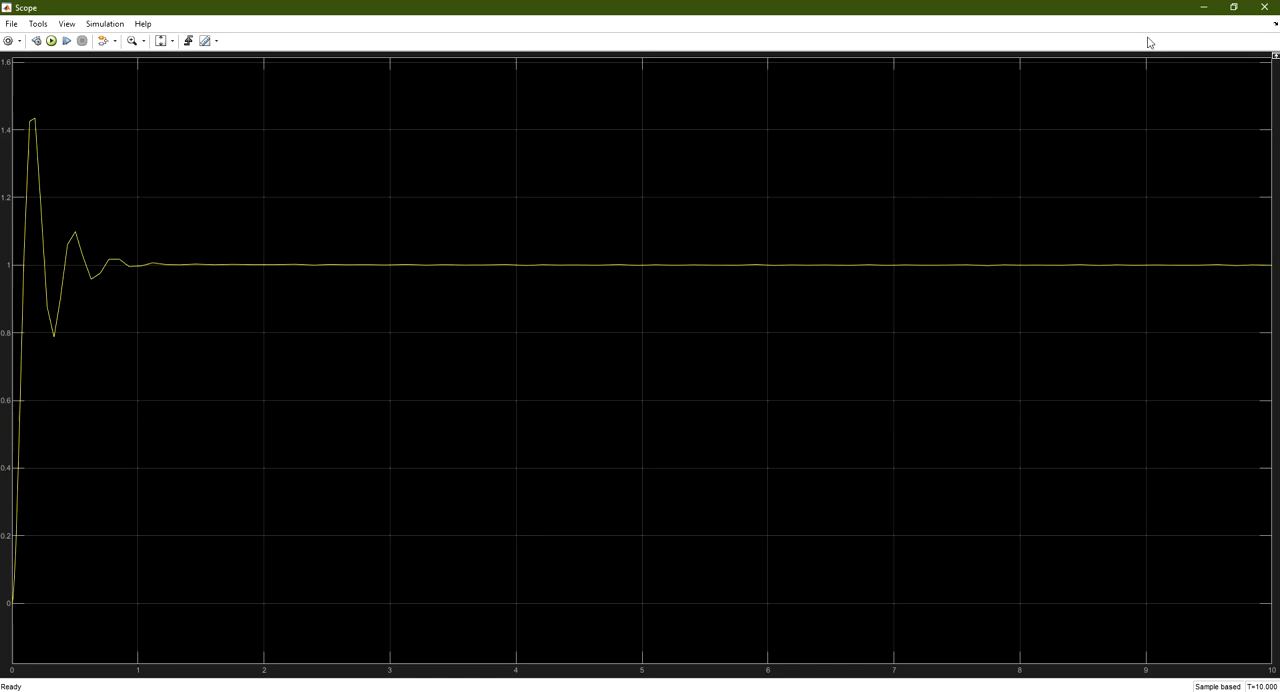 Scope
File Tools View Simulation Help
1.6
1.4
1.2
1
0.8
0.6
0.4
0.2
0
0 1 2 3 4 5 6 7 8 9 10
Ready
Sample based T=10.000